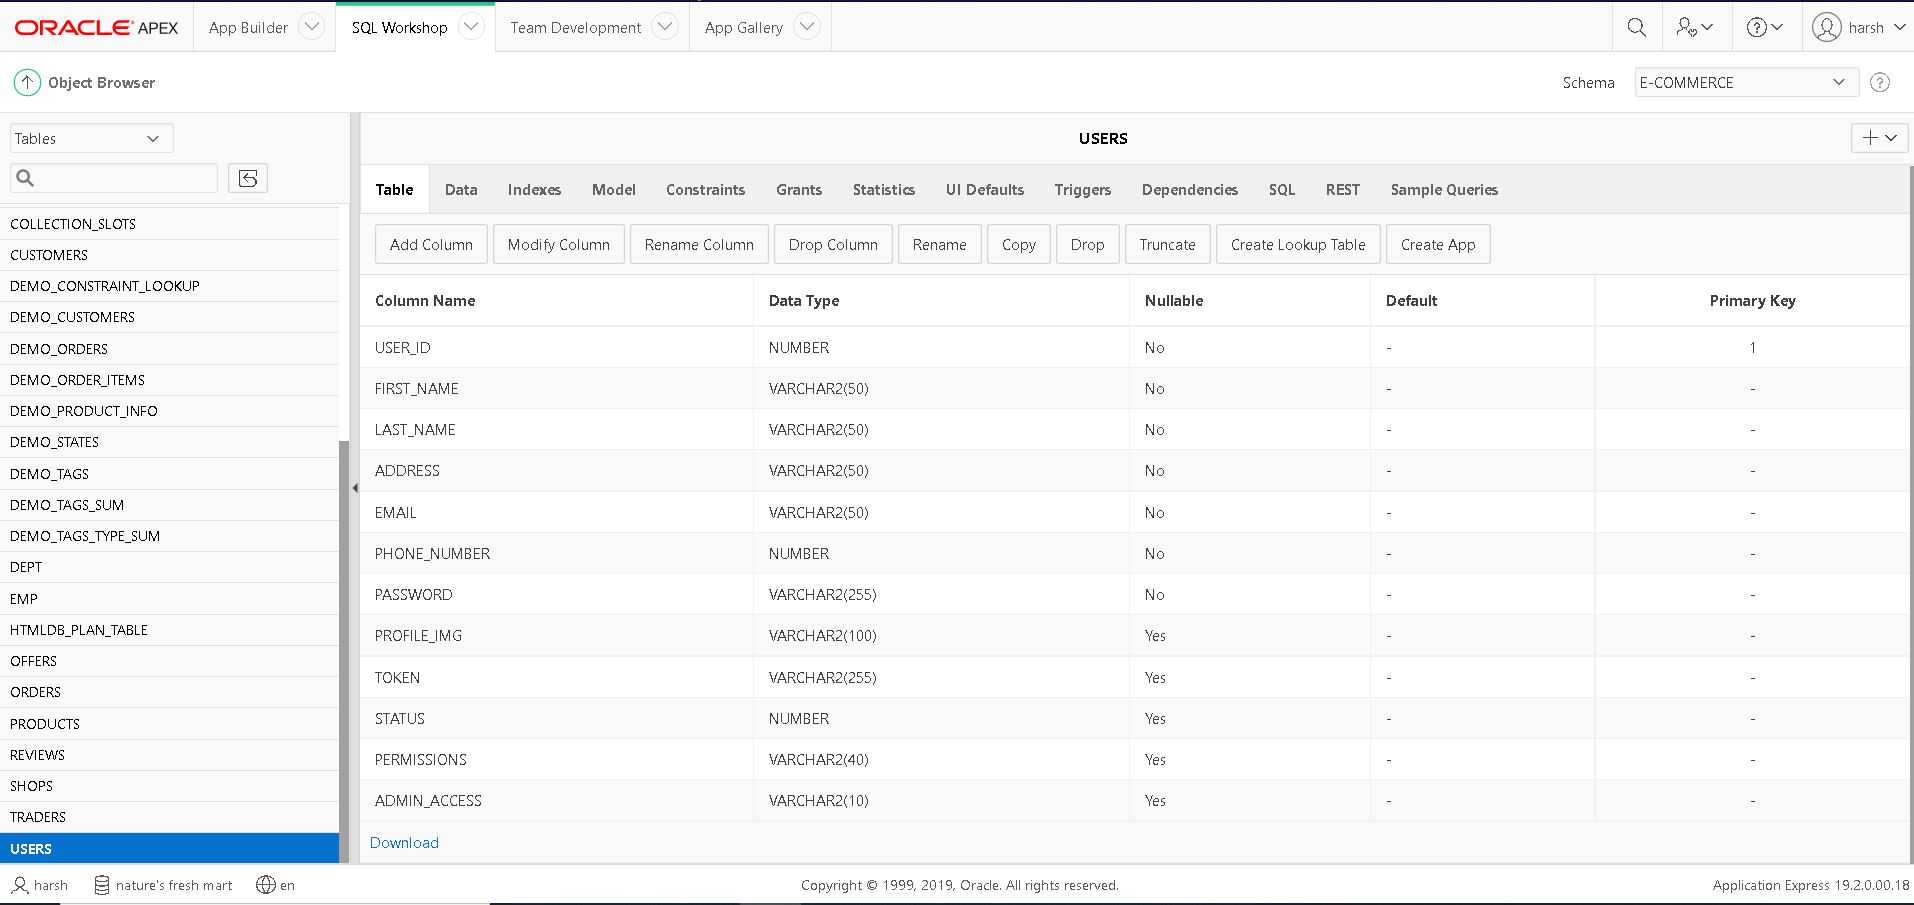 ORACLE APEX App Builder SQL Workshop Team Development App Gallery harsh
Object Browser Schema E-COMMERCE
Tables
COLLECTION_SLOTS
CUSTOMERS
DEMO_CONSTRAINT_LOOKUP
DEMO_CUSTOMERS
DEMO_ORDERS
DEMO_ORDER_ITEMS
DEMO_PRODUCT_INFO
DEMO_STATES
DEMO_TAGS
DEMO_TAGS_SUM
DEMO_TAGS_TYPE_SUM
DEPT
EMP
HTMLDB_PLAN_TABLE
OFFERS
ORDERS
PRODUCTS
REVIEWS
SHOPS
TRADERS
USERS
USERS
Table Data Indexes Model Constraints Grants Statistics UI Defaults Triggers Dependencies SQL REST Sample Queries
Add Column Modify Column Rename Column Drop Column Rename Copy Drop Truncate Create Lookup Table Create App
Column Name Data Type Nullable Default Primary Key
USER_ID NUMBER No - 1
FIRST_NAME VARCHAR2(50) No - -
LAST_NAME VARCHAR2(50) No - -
ADDRESS VARCHAR2(50) No - -
EMAIL VARCHAR2(50) No - -
PHONE_NUMBER NUMBER No - -
PASSWORD VARCHAR2(255) No - -
PROFILE_IMG VARCHAR2(100) Yes - -
TOKEN VARCHAR2(255) Yes - -
STATUS NUMBER Yes - -
PERMISSIONS VARCHAR2(40) Yes - -
ADMIN_ACCESS VARCHAR2(10) Yes - -
Download
harsh nature's fresh mart en Copyright © 1999, 2019, Oracle. All rights reserved. Application Express 19.2.0.00.18